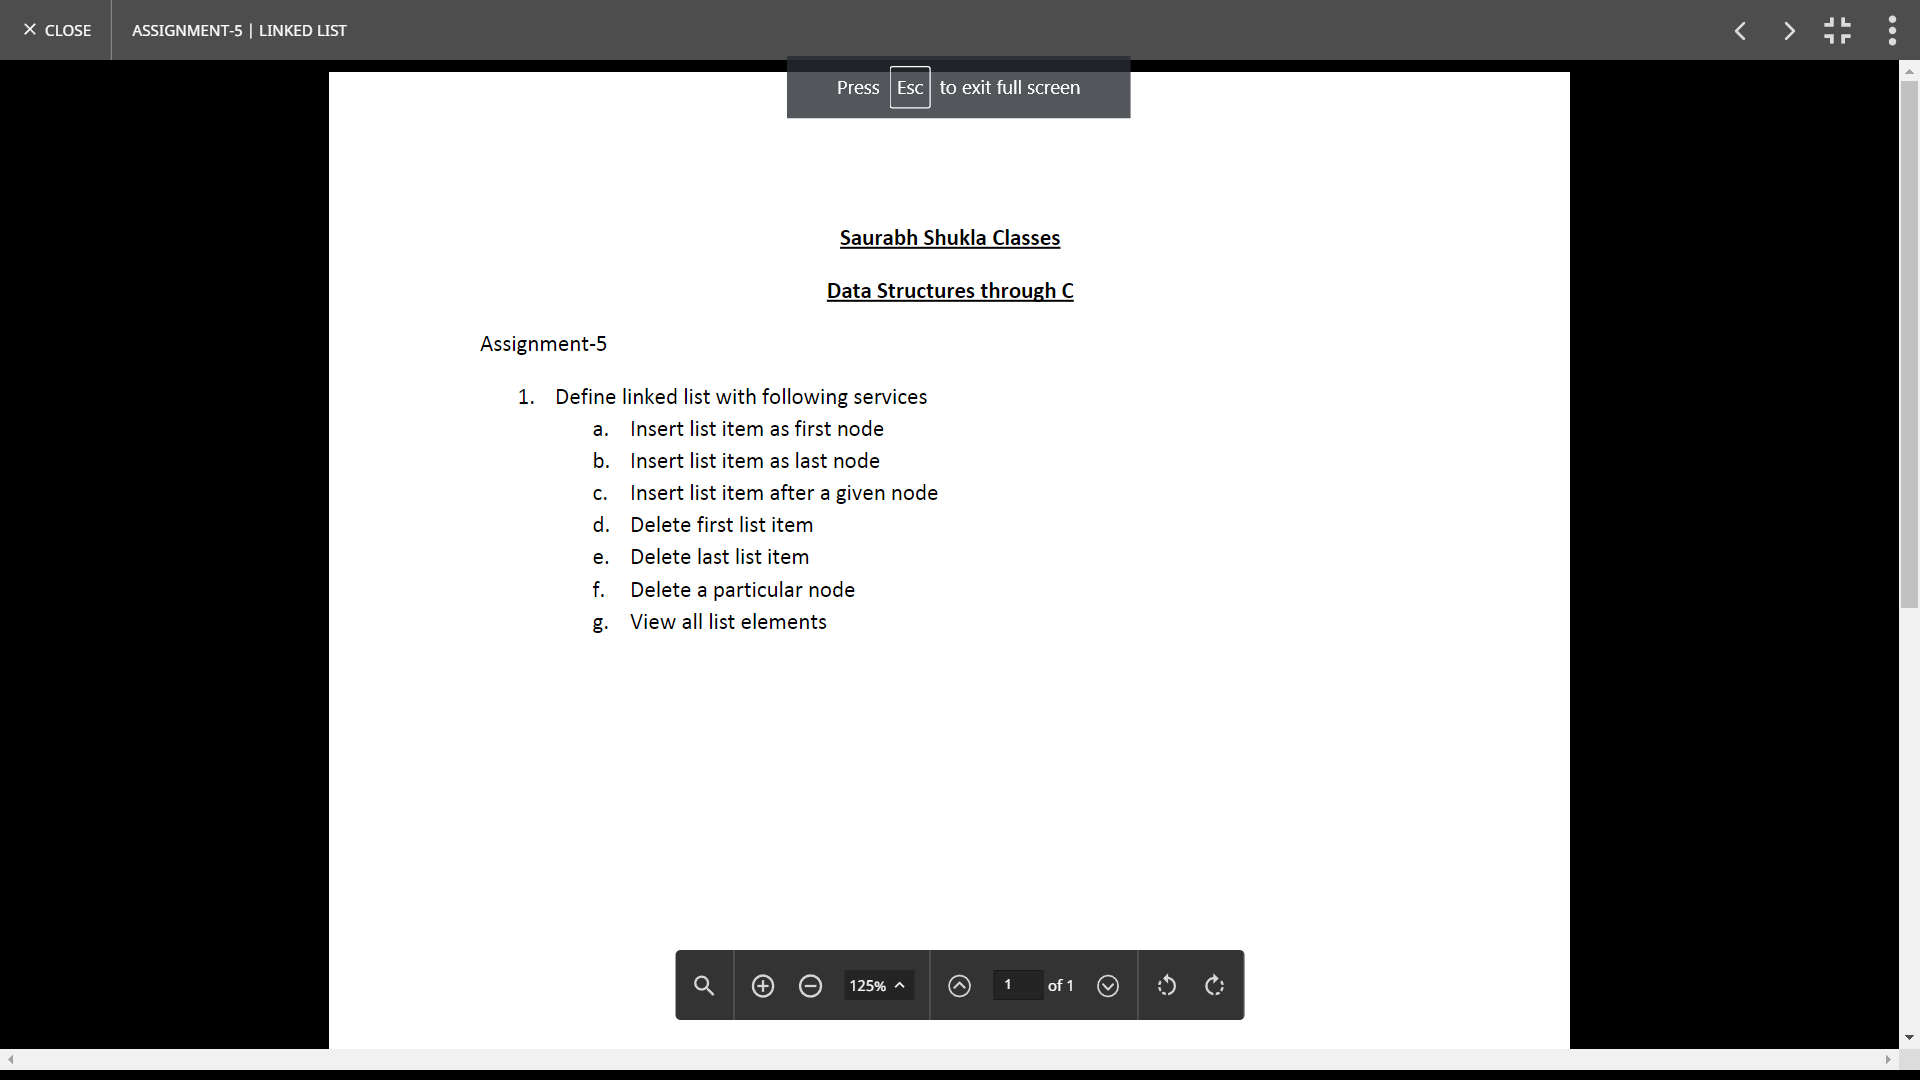 CLOSE
ASSIGNMENT-5 | LINKED LIST
Press Esc to exit full screen
Saurabh Shukla Classes
Data Structures through C
Assignment-5
1. Define linked list with following services
a. Insert list item as first node
b. Insert list item as last node
c. Insert list item after a given node
d. Delete first list item
e. Delete last list item
f. Delete a particular node
g. View all list elements
125% 1 of 1